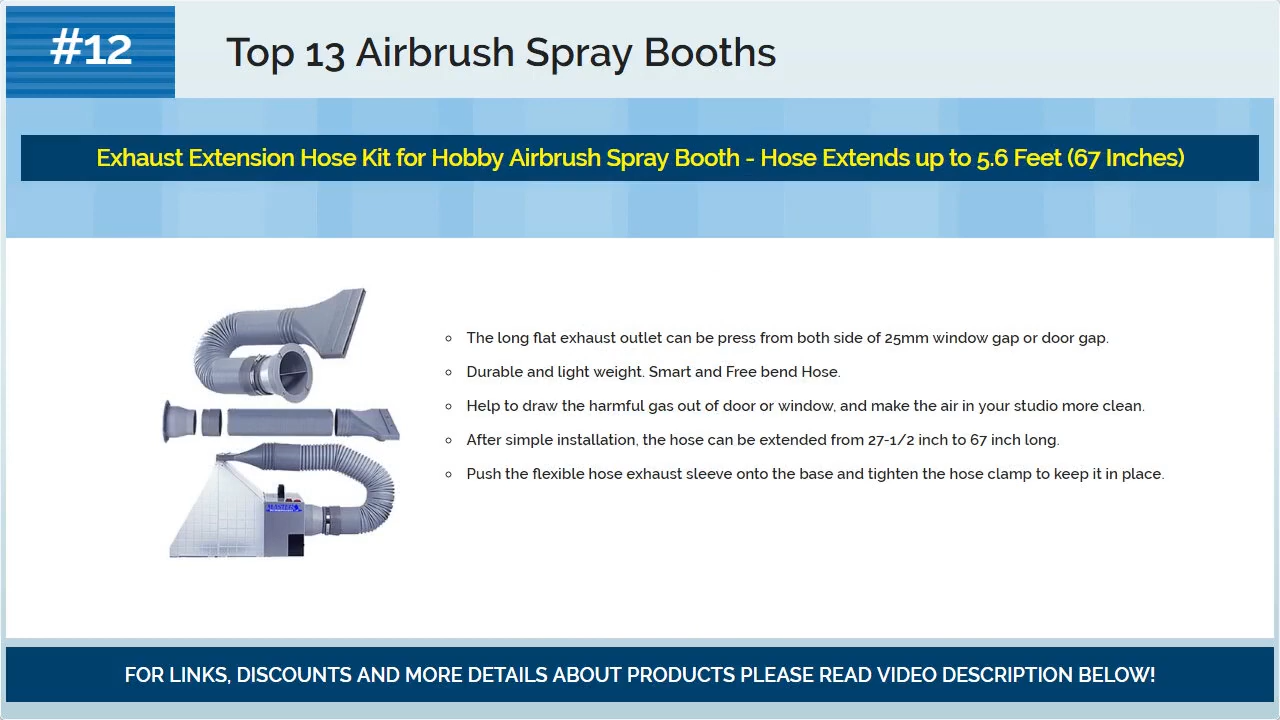 #12
Top 13 Airbrush Spray Booths
Exhaust Extension Hose Kit for Hobby Airbrush Spray Booth - Hose Extends up to 5.6 Feet (67 Inches)
The long flat exhaust outlet can be press from both side of 25mm window gap or door gap.
Durable and light weight. Smart and Free bend Hose.
Help to draw the harmful gas out of door or window, and make the air in your studio more clean.
After simple installation, the hose can be extended from 27-1/2 inch to 67 inch long.
Push the flexible hose exhaust sleeve onto the base and tighten the hose clamp to keep it in place.
MASTER
FOR LINKS, DISCOUNTS AND MORE DETAILS ABOUT PRODUCTS PLEASE READ VIDEO DESCRIPTION BELOW!